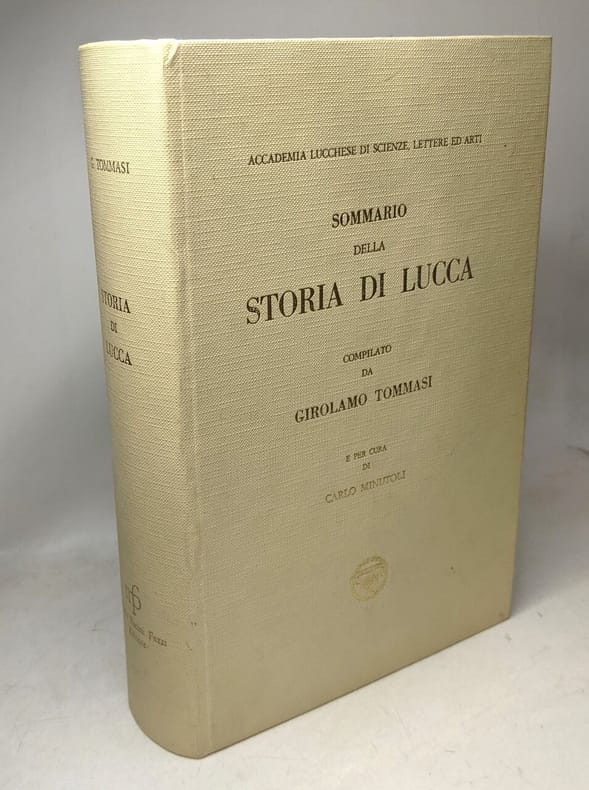 G. TOMMASI
STORIA
DI
LUCCA
Fazzi
ACCADEMIA LUCCHESE DI SCIENZE, LETTERE ED ARTI
SOMMARIO
DELLA
STORIA DI LUCCA
COMPILATO
DA
GIROLAMO TOMMASI
E PER CURA
DI
CARLO MINUTOLI